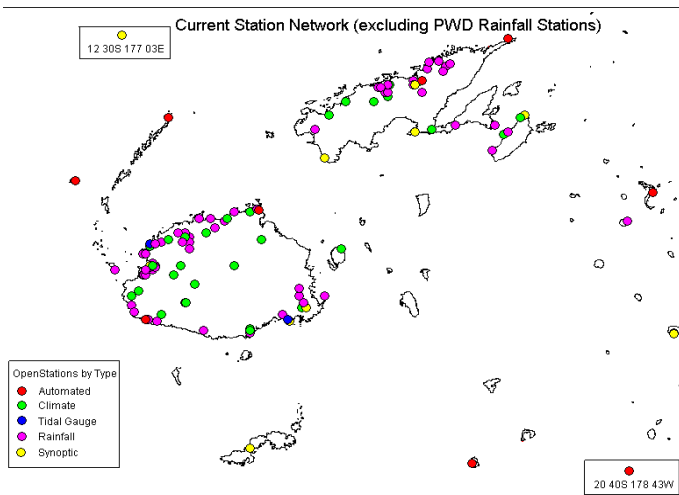 Current Station Network (excluding PWD Rainfall Stations)
12 30S 177 03E
OpenStations by Type
Automated
Climate
Tidal Gauge
Rainfall
Synoptic
20 40S 178 43W